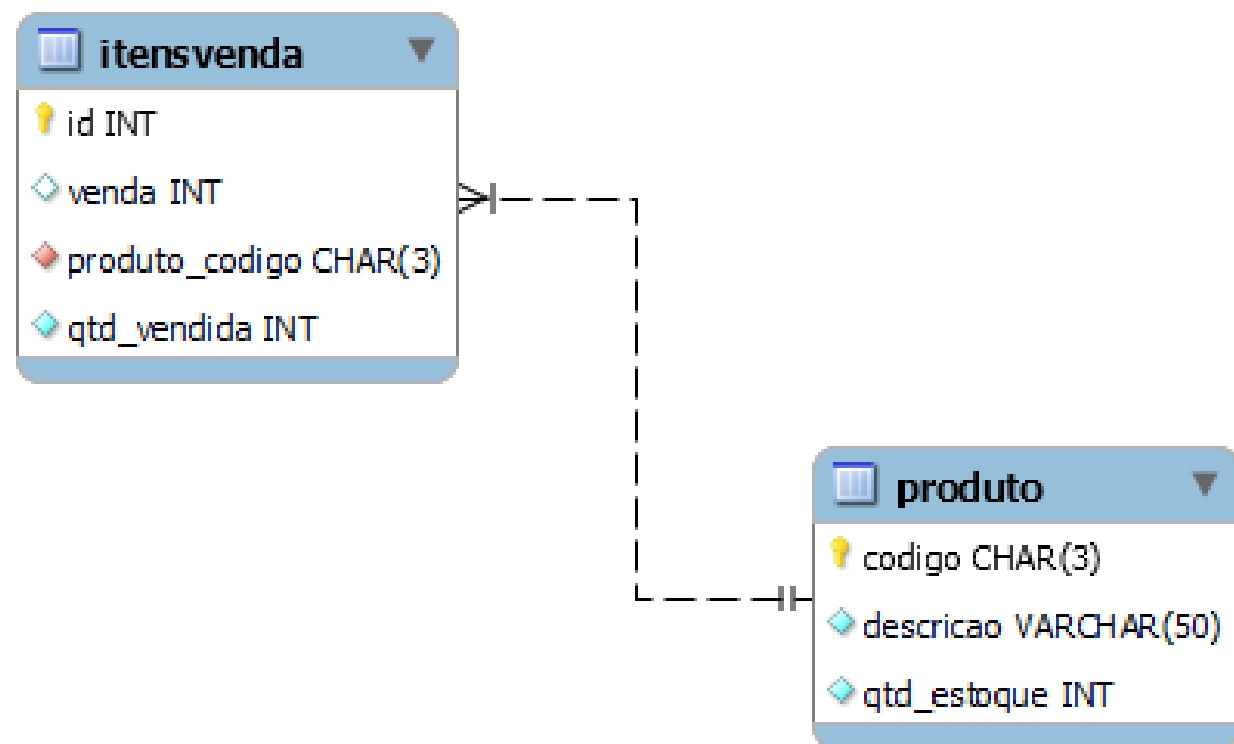 itensvenda
id INT
venda INT
produto_codigo CHAR(3)
qtd_vendida INT
produto
codigo CHAR(3)
descricao VARCHAR(50)
qtd_estoque INT